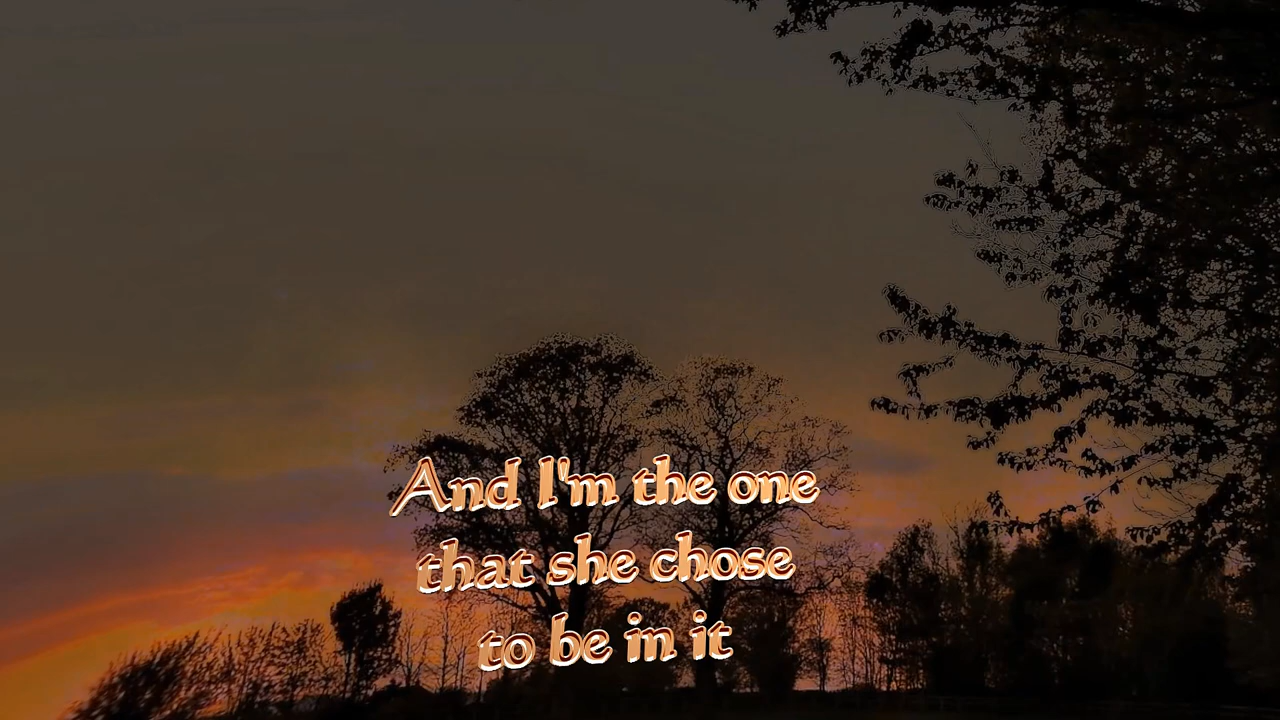 And I'm the one
that she chose
to be in it